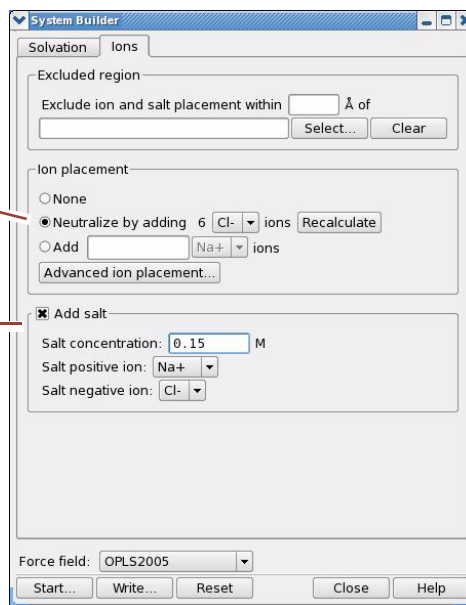 System Builder
Solvation Ions
Excluded region
Exclude ion and salt placement within Å of
Select... Clear
Ion placement
None
Neutralize by adding 6 Cl- ions Recalculate
Add Na+ ions
Advanced ion placement...
Add salt
Salt concentration: 0.15 M
Salt positive ion: Na+
Salt negative ion: Cl-
Force field: OPLS2005
Start... Write... Reset Close Help